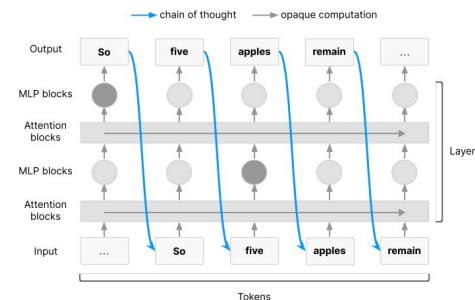 chain of thought opaque computation
Output So five apples remain ...
MLP blocks
Attention
blocks
MLP blocks
Attention
blocks
Layer
Input ... So five apples remain
Tokens